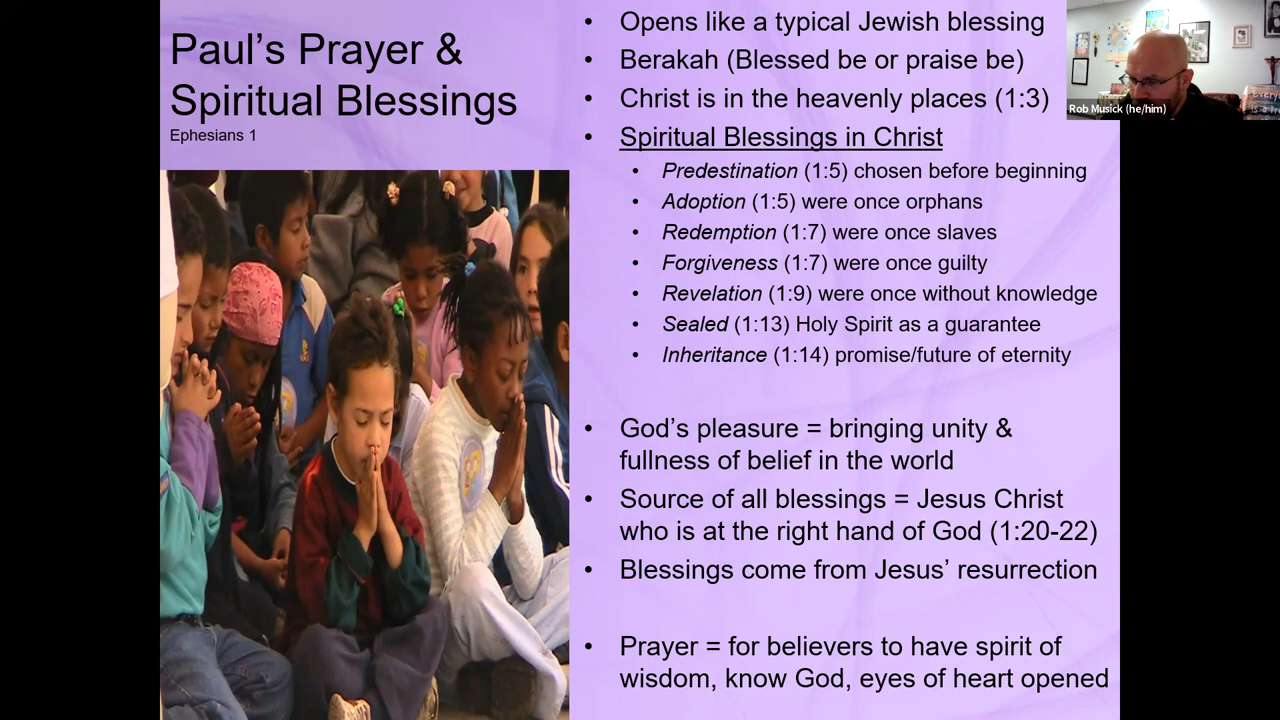 Paul’s Prayer &
Spiritual Blessings
Ephesians 1
• Opens like a typical Jewish blessing
• Berakah (Blessed be or praise be)
• Christ is in the heavenly places (1:3)
• Spiritual Blessings in Christ
• Predestination (1:5) chosen before beginning
• Adoption (1:5) were once orphans
• Redemption (1:7) were once slaves
• Forgiveness (1:7) were once guilty
• Revelation (1:9) were once without knowledge
• Sealed (1:13) Holy Spirit as a guarantee
• Inheritance (1:14) promise/future of eternity
• God’s pleasure = bringing unity &
fullness of belief in the world
• Source of all blessings = Jesus Christ
who is at the right hand of God (1:20-22)
• Blessings come from Jesus’ resurrection
• Prayer = for believers to have spirit of
wisdom, know God, eyes of heart opened
Rob Musick (he/him)